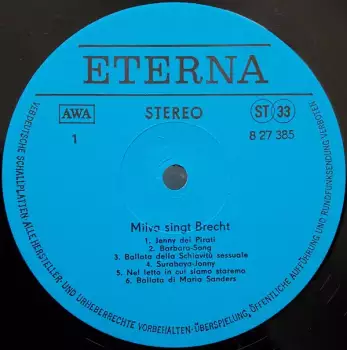 ETERNA
AWA
STEREO
ST 33
1
8 27 385
Milva singt Brecht
1. Jenny dei Pirati
2. Barbara-Song
3. Ballata della Schiavitù sessuale
4. Surabaya-Jonny
5. Nel letto in cui siamo staremo
6. Ballata di Maria Sanders
VEB DEUTSCHE SCHALLPLATTEN · ALLE HERSTELLER- UND URHEBERRECHTE VORBEHALTEN · ÜBERSPIELUNG, ÖFFENTLICHE AUFFÜHRUNG UND RUNDFUNKSENDUNG VERBOTEN